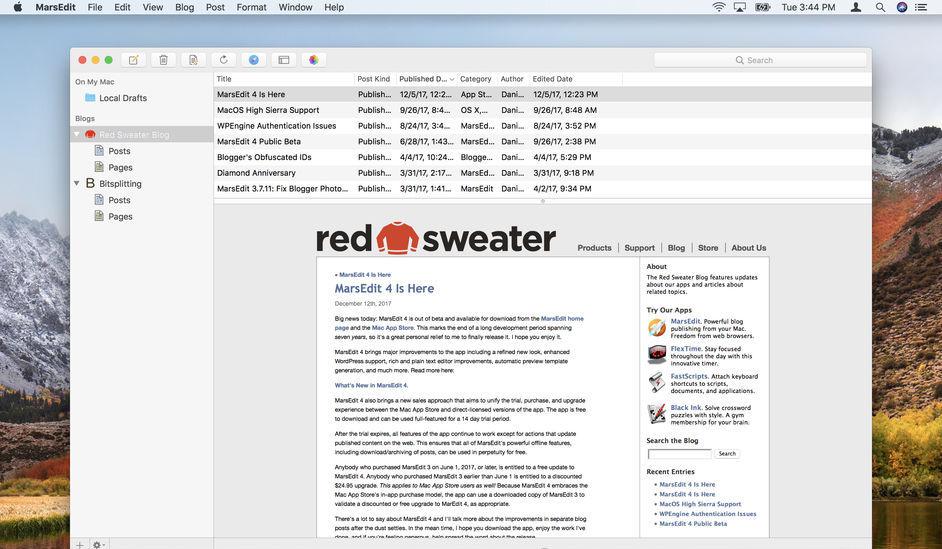 MarsEdit File Edit View Blog Post Format Window Help Tue 3:44 PM
Search
On My Mac
Local Drafts
Blogs
Red Sweater Blog
Posts
Pages
Bitsplitting
Posts
Pages
Title Post Kind Published D... Category Author Edited Date
MarsEdit 4 Is Here Publish... 12/5/17, 12:2... App St... Dani... 12/5/17, 12:23 PM
MacOS High Sierra Support Publish... 9/26/17, 8:4... OS X,... Dani... 9/26/17, 8:48 AM
WPEngine Authentication Issues Publish... 8/24/17, 3:4... MarsEd... Dani... 8/24/17, 3:52 PM
MarsEdit 4 Public Beta Publish... 6/28/17, 1:43... MarsEd... Dani... 9/26/17, 2:38 PM
Blogger's Obfuscated IDs Publish... 4/4/17, 10:24... Blogge... Dani... 4/4/17, 5:29 PM
Diamond Anniversary Publish... 3/31/17, 2:17... MarsEd... Dani... 3/31/17, 9:18 PM
MarsEdit 3.7.11: Fix Blogger Photo... Publish... 3/31/17, 1:41... MarsEdit Dani... 4/2/17, 9:34 PM
red sweater
Products Support Blog Store About Us
• MarsEdit 4 Is Here
MarsEdit 4 Is Here
December 12th, 2017
Big news today: MarsEdit 4 is out of beta and available for download from the MarsEdit home
page and the Mac App Store. This marks the end of a long development period spanning
seven years, so it's a great personal relief to me to finally release it. I hope you enjoy it.
MarsEdit 4 brings major improvements to the app including a refined new look, enhanced
WordPress support, rich and plain text editor improvements, automatic preview template
generation, and much more. Read more here:
What's New in MarsEdit 4.
MarsEdit 4 also brings a new sales approach that aims to unify the trial, purchase, and upgrade
experience between the Mac App Store and direct-licensed versions of the app. The app is free
to download and can be used full-featured for a 14 day trial period.
After the trial expires, all features of the app continue to work except for actions that update
published content on the web. This ensures that all of MarsEdit's powerful offline features,
including download/archiving of posts, can be used in perpetuity for free.
Anybody who purchased MarsEdit 3 on June 1, 2017, or later, is entitled to a free update to
MarsEdit 4. Anybody who purchased MarsEdit 3 earlier than June 1 is entitled to a discounted
$24.95 upgrade. This applies to Mac App Store users as well! Because MarsEdit 4 embraces the
Mac App Store's in-app purchase model, the app can use a downloaded copy of MarsEdit 3 to
validate a discounted or free upgrade to MarEdit 4, as appropriate.
There's a lot to say about MarsEdit 4 and I'll talk more about the improvements in separate blog
posts after the dust settles. In the mean time, I hope you download the app, enjoy the work I've
done, and if you're feeling generous, help spread the word about the release.
About
The Red Sweater Blog features updates
about our apps and articles about
related topics.
Try Our Apps
MarsEdit. Powerful blog
publishing from your Mac.
Freedom from web browsers.
FlexTime. Stay focused
throughout the day with this
innovative timer.
FastScripts. Attach keyboard
shortcuts to scripts,
documents, and applications.
Black Ink. Solve crossword
puzzles with style. A gym
membership for your brain.
Search the Blog
Search
Recent Entries
• MarsEdit 4 Is Here
• MarsEdit 4 Is Here
• MacOS High Sierra Support
• WPEngine Authentication Issues
• MarsEdit 4 Public Beta